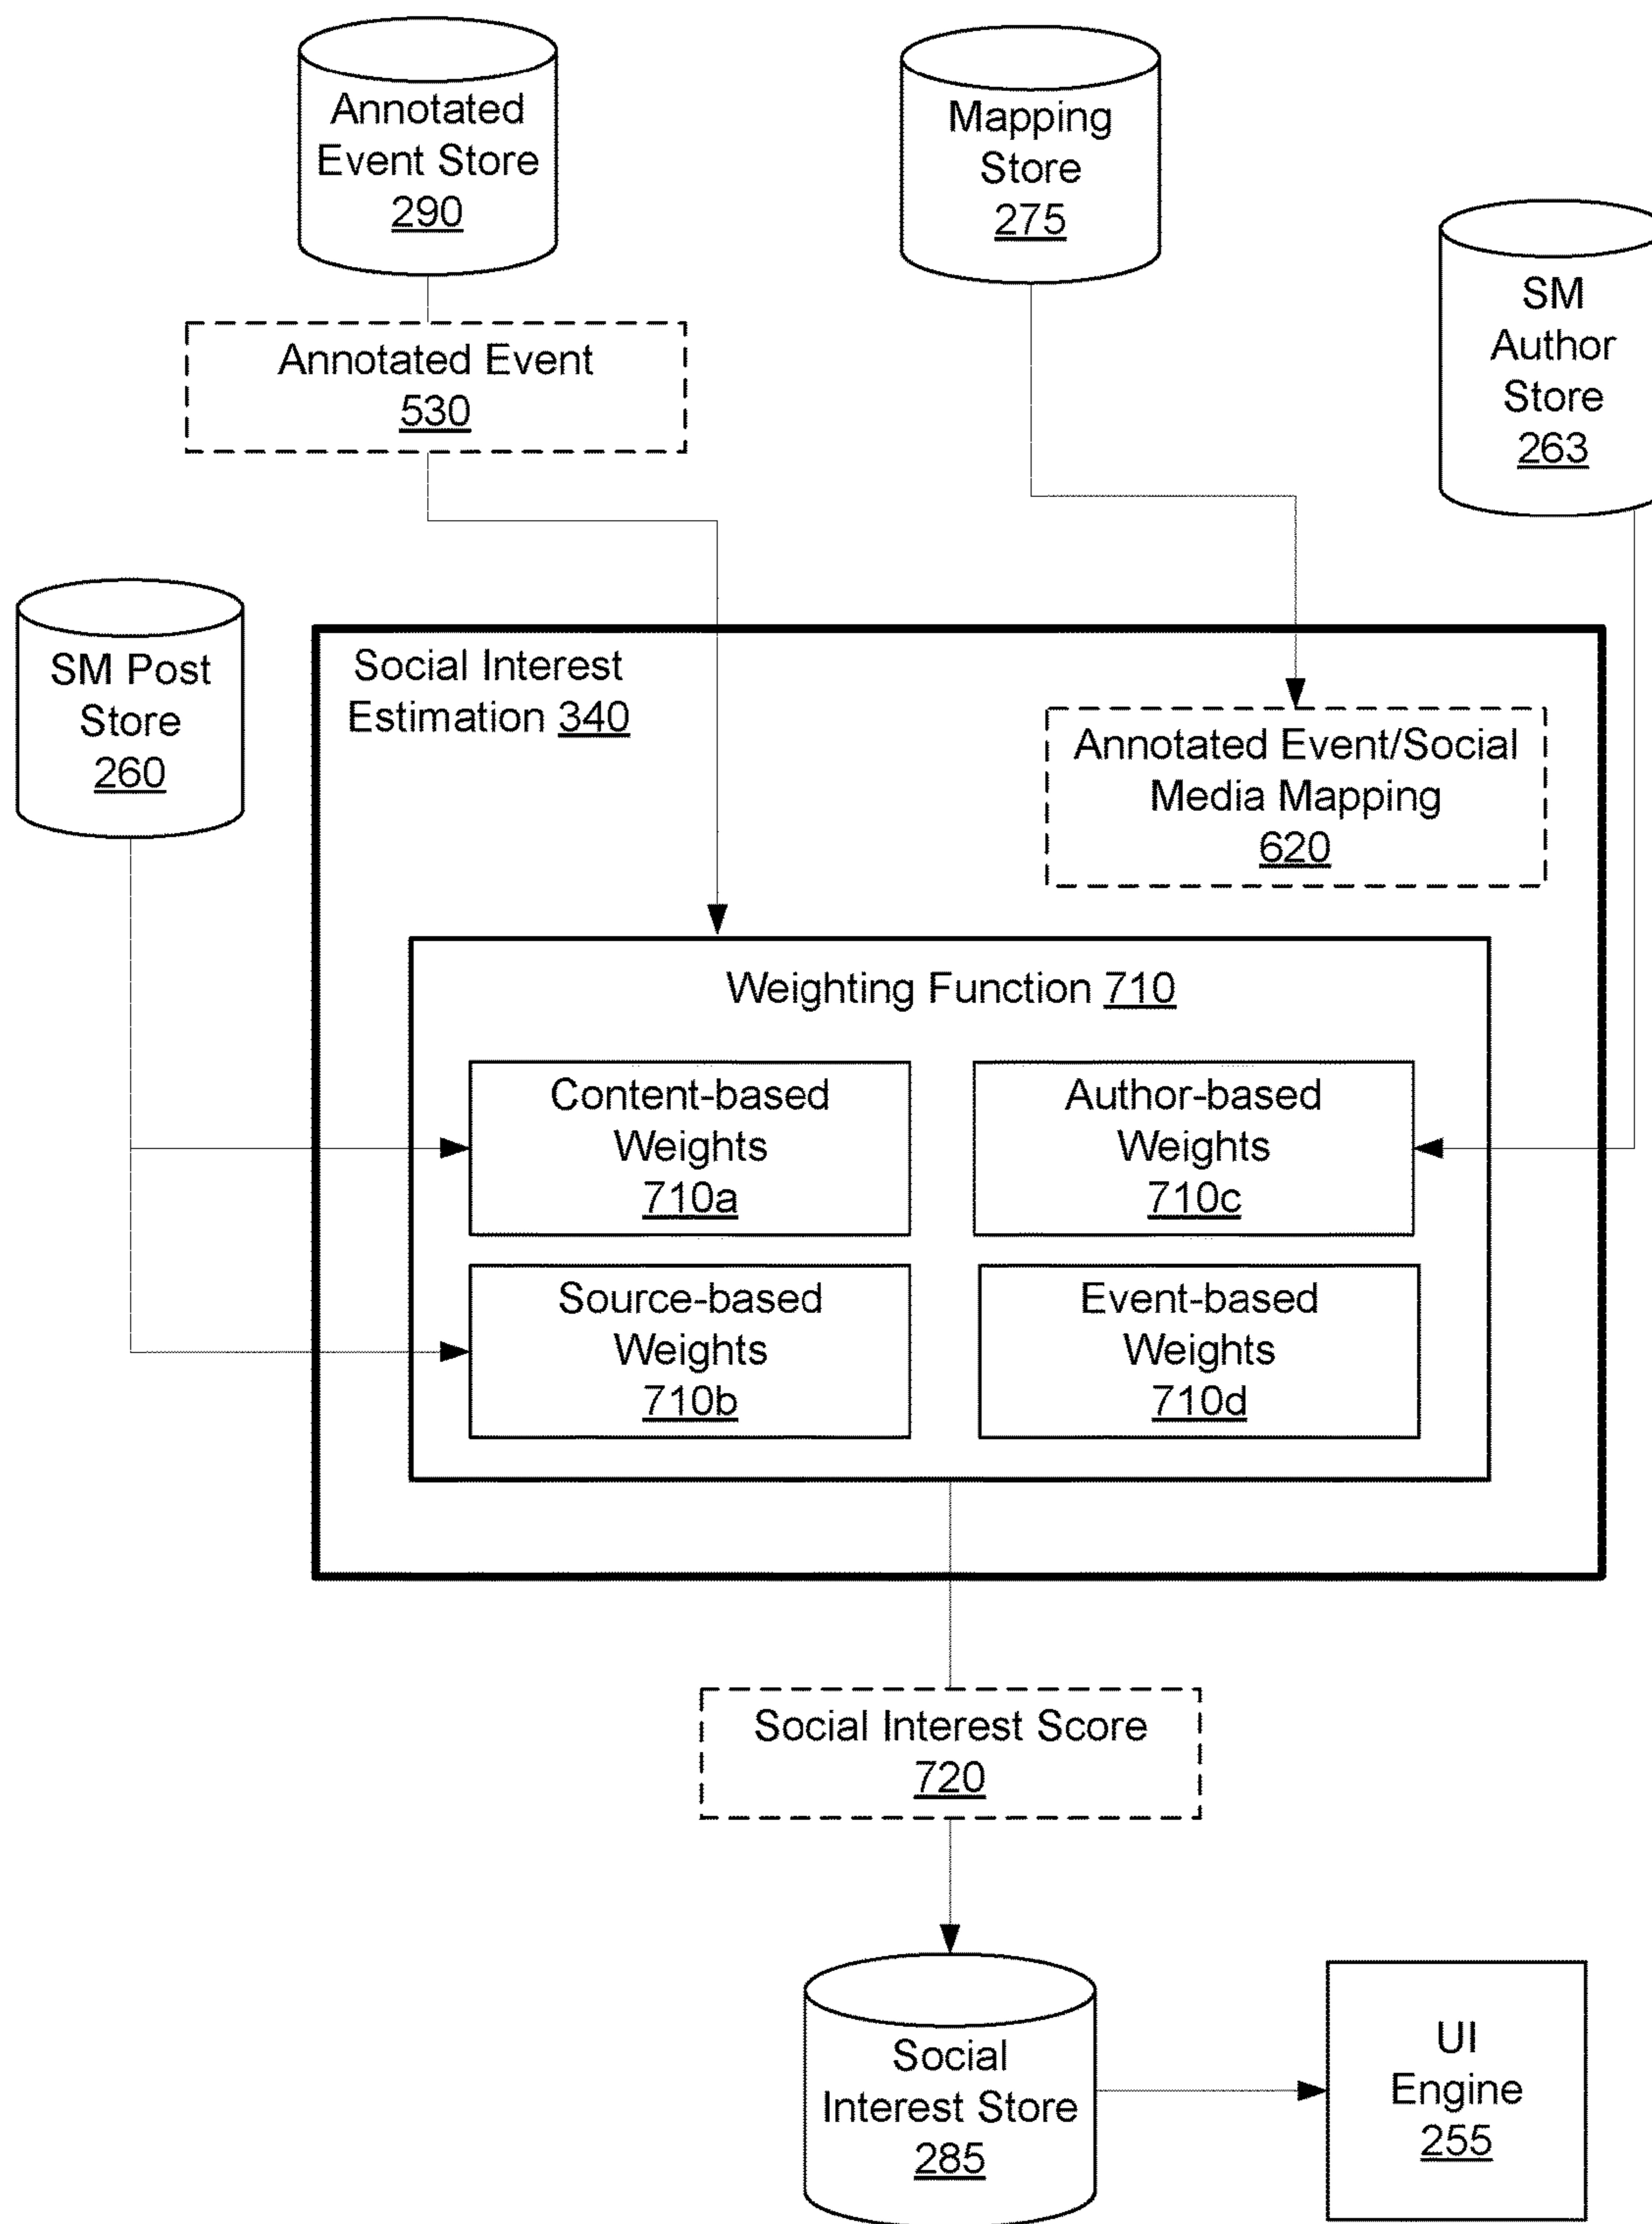 Annotated
Event Store
290
Mapping
Store
275
SM
Author
Store
263
Annotated Event
530
SM Post
Store
260
Social Interest
Estimation 340
Annotated Event/Social
Media Mapping
620
Weighting Function 710
Content-based
Weights
710a
Author-based
Weights
710c
Source-based
Weights
710b
Event-based
Weights
710d
Social Interest Score
720
Social
Interest Store
285
UI
Engine
255